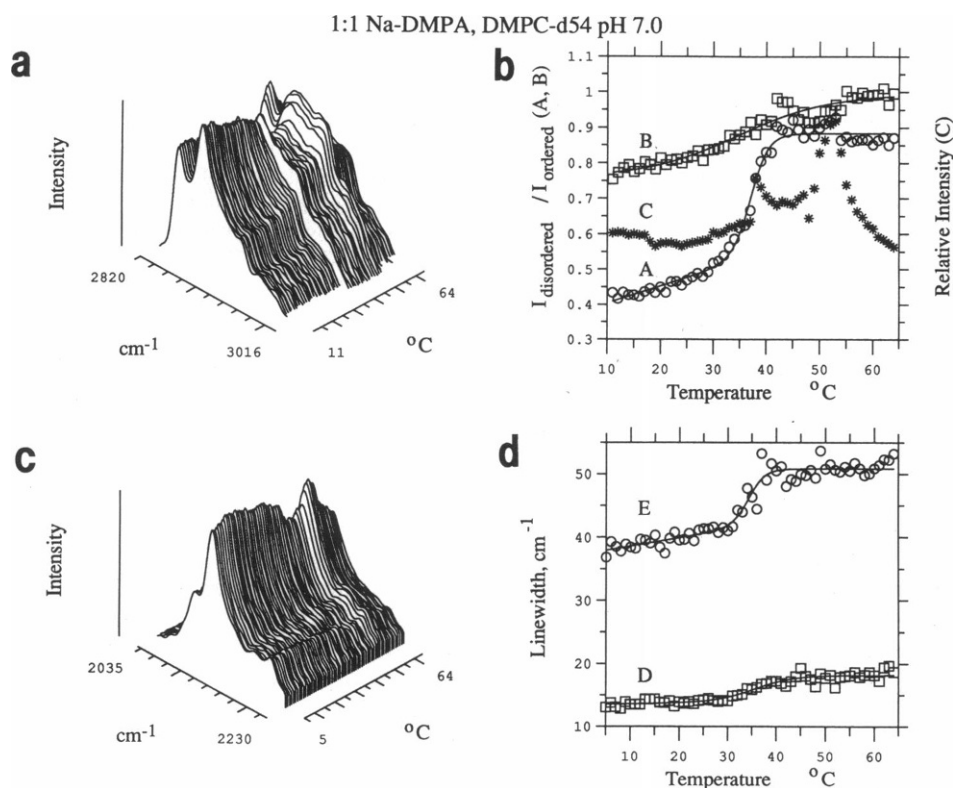 1:1 Na-DMPA, DMPC-d54 pH 7.0
a
Intensity
2820
cm-1
3016
11
64
oC
b
I disordered / I ordered (A, B)
Relative Intensity (C)
1.1
1
0.9
0.8
0.7
0.6
0.5
0.4
0.3
B
C
A
10 20 30 40 50 60
Temperature oC
c
Intensity
2035
cm-1
2230
5
64
oC
d
Linewidth, cm-1
50
40
30
20
10
E
D
10 20 30 40 50 60
Temperature oC